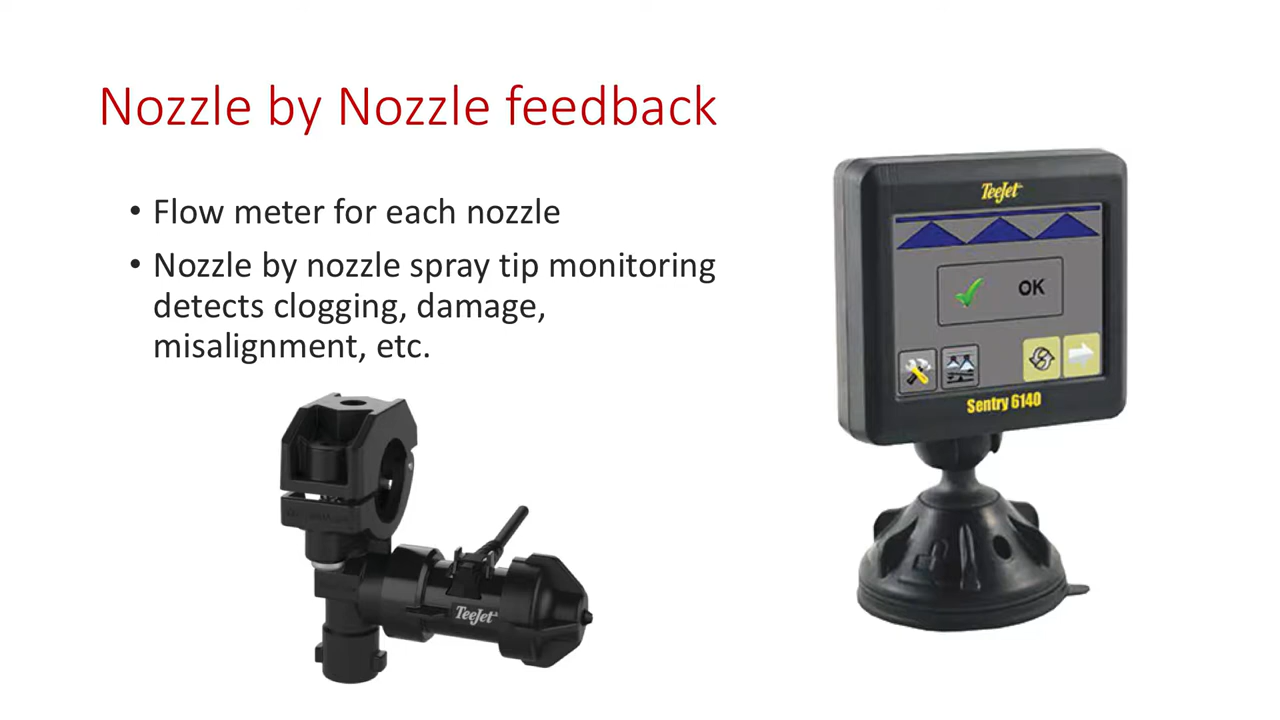 Nozzle by Nozzle feedback
• Flow meter for each nozzle
• Nozzle by nozzle spray tip monitoring
detects clogging, damage,
misalignment, etc.
TeeJet
OK
Sentry 6140
TeeJet